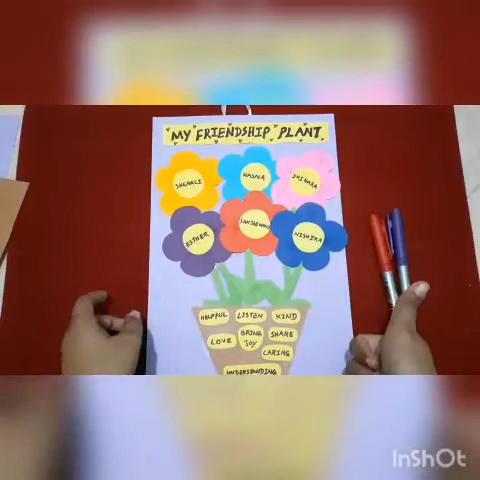 MY FRIENDSHIP PLANT
SHENALI
HASNA
SHIHARA
ESTHER
NISHIKA
HELPFUL LISTEN KIND
LOVE BRING JOY SHARE
CARING
UNDERSTANDING
InShOt